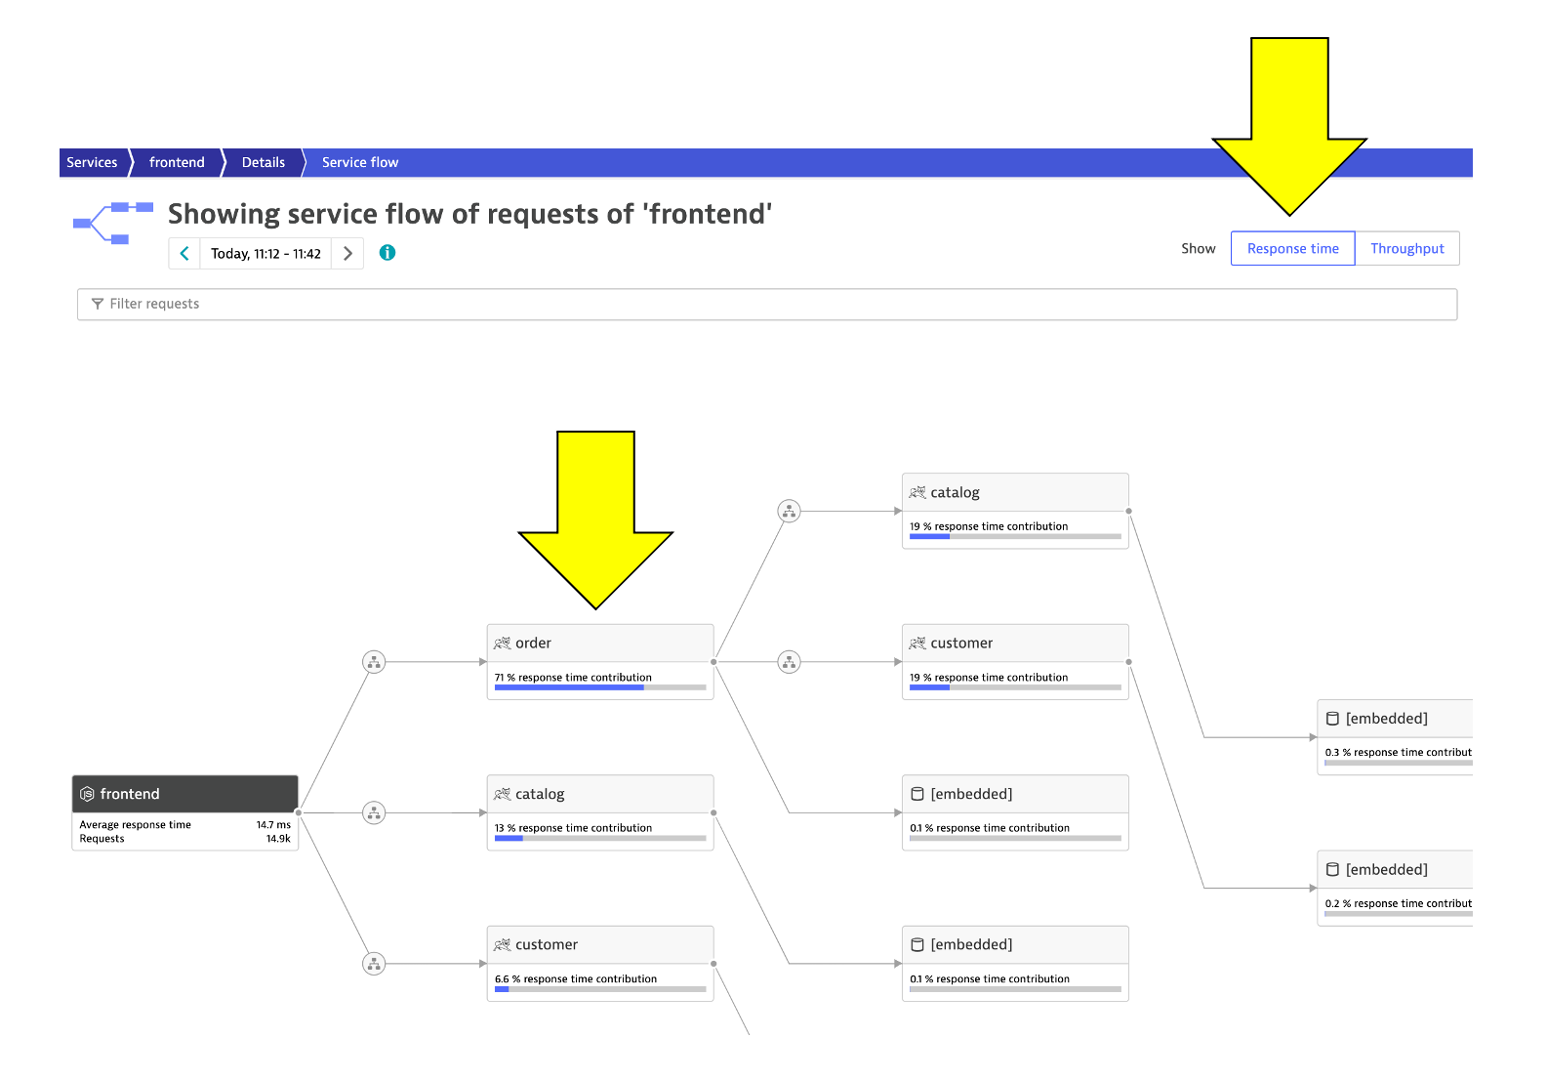 Services frontend Details Service flow
Showing service flow of requests of 'frontend'
Today, 11:12 - 11:42
Show Response time Throughput
Filter requests
catalog
19 % response time contribution
order
71 % response time contribution
customer
19 % response time contribution
[embedded]
0.3 % response time contribut
frontend
Average response time 14.7 ms
Requests 14.9k
catalog
13 % response time contribution
[embedded]
0.1 % response time contribution
[embedded]
0.2 % response time contribut
customer
6.6 % response time contribution
[embedded]
0.1 % response time contribution